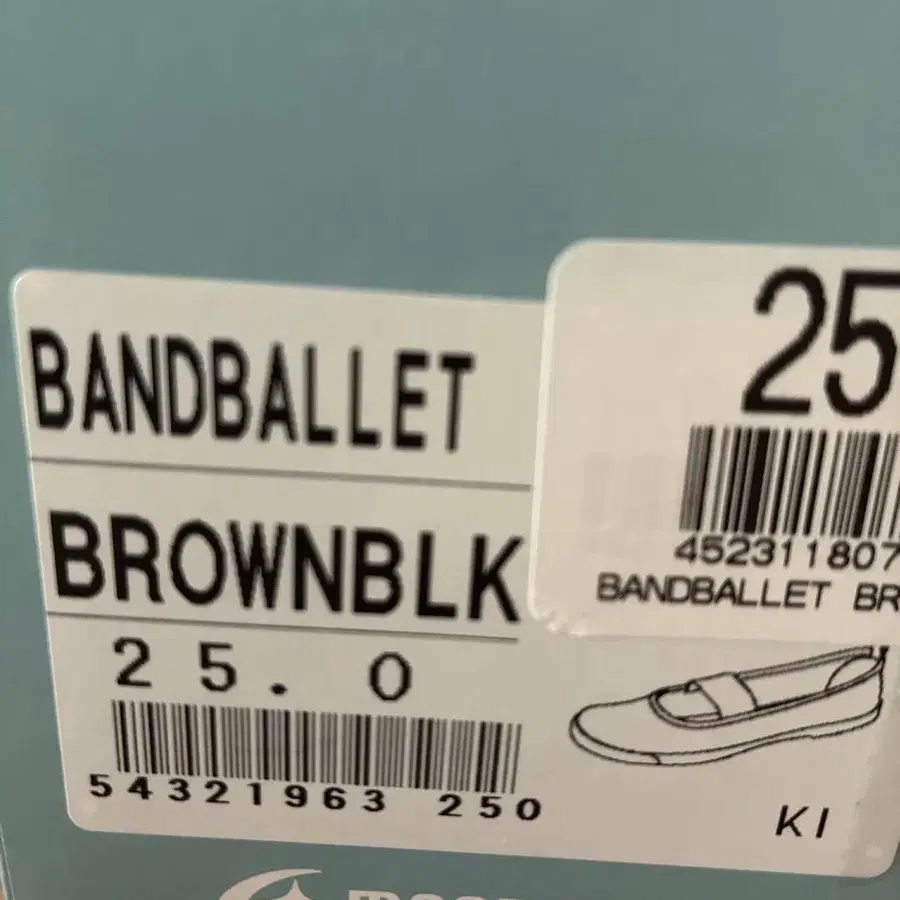 BANDBALLET
BROWNBLK
25.0
54321963 250
25
452311807
BANDBALLET BR
KI